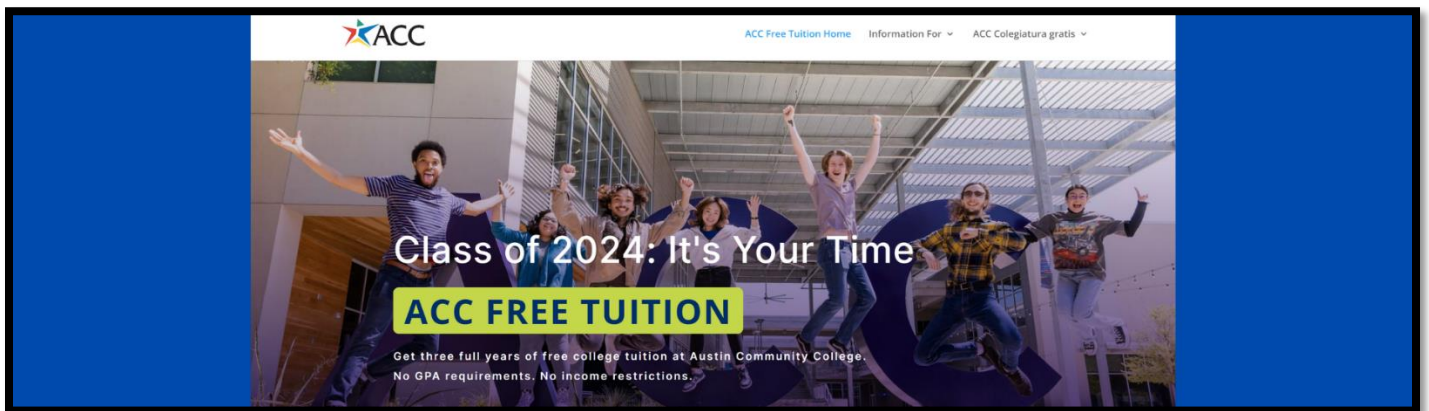 ACC
ACC Free Tuition Home Information For ACC Colegiatura gratis
Class of 2024: It's Your Time
ACC FREE TUITION
Get three full years of free college tuition at Austin Community College.
No GPA requirements. No income restrictions.